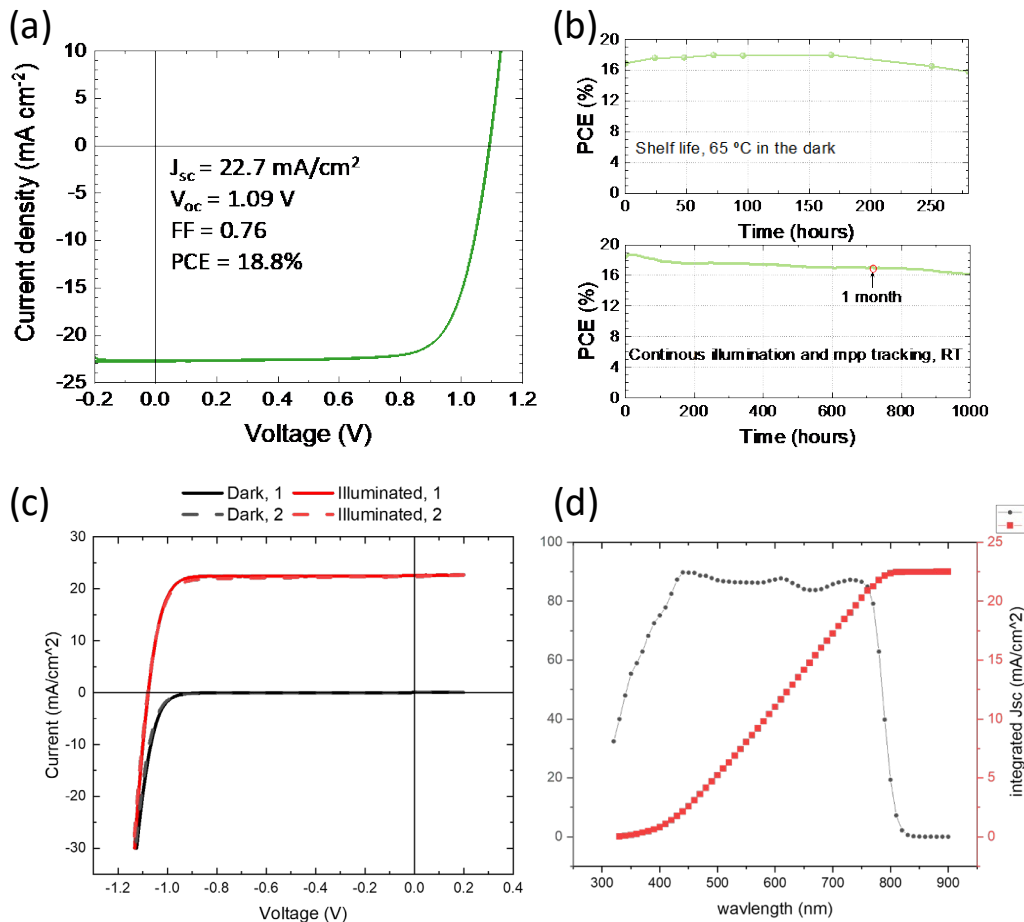 (a)
10
5
0
-5
-10
-15
-20
-25
Current density (mA cm-2)
Jsc = 22.7 mA/cm2
Voc = 1.09 V
FF = 0.76
PCE = 18.8%
-0.2 0.0 0.2 0.4 0.6 0.8 1.0 1.2
Voltage (V)
(b)
20
16
12
8
4
0
PCE (%)
Shelf life, 65 ºC in the dark
0 50 100 150 200 250
Time (hours)
20
16
12
8
4
0
PCE (%)
1 month
Continous illumination and mpp tracking, RT
0 200 400 600 800 1000
Time (hours)
(c)
Dark, 1 Illuminated, 1
Dark, 2 Illuminated, 2
30
20
10
0
-10
-20
-30
Current (mA/cm^2)
-1.2 -1.0 -0.8 -0.6 -0.4 -0.2 0.0 0.2 0.4
Voltage (V)
(d)
100
80
60
40
20
0
25
20
15
10
5
0
integrated Jsc (mA/cm^2)
300 400 500 600 700 800 900
wavlength (nm)